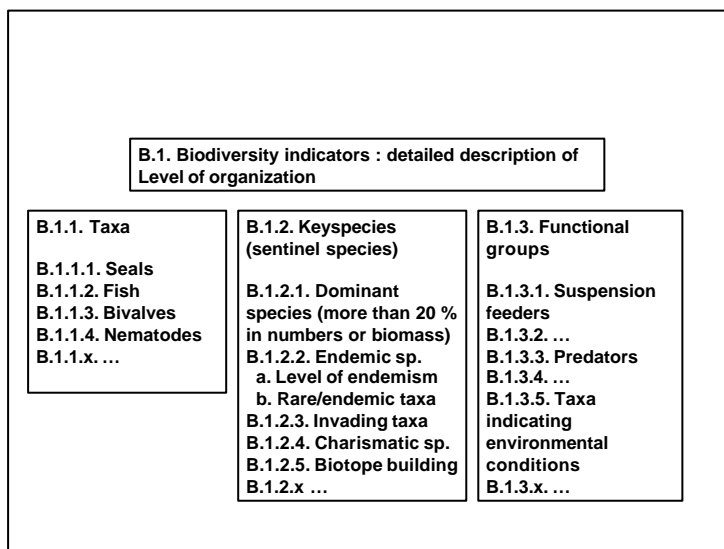 B.1. Biodiversity indicators : detailed description of
Level of organization
B.1.1. Taxa
B.1.1.1. Seals
B.1.1.2. Fish
B.1.1.3. Bivalves
B.1.1.4. Nematodes
B.1.1.x. …
B.1.2. Keyspecies
(sentinel species)
B.1.2.1. Dominant
species (more than 20 %
in numbers or biomass)
B.1.2.2. Endemic sp.
a. Level of endemism
b. Rare/endemic taxa
B.1.2.3. Invading taxa
B.1.2.4. Charismatic sp.
B.1.2.5. Biotope building
B.1.2.x …
B.1.3. Functional
groups
B.1.3.1. Suspension
feeders
B.1.3.2. …
B.1.3.3. Predators
B.1.3.4. …
B.1.3.5. Taxa
indicating
environmental
conditions
B.1.3.x. …